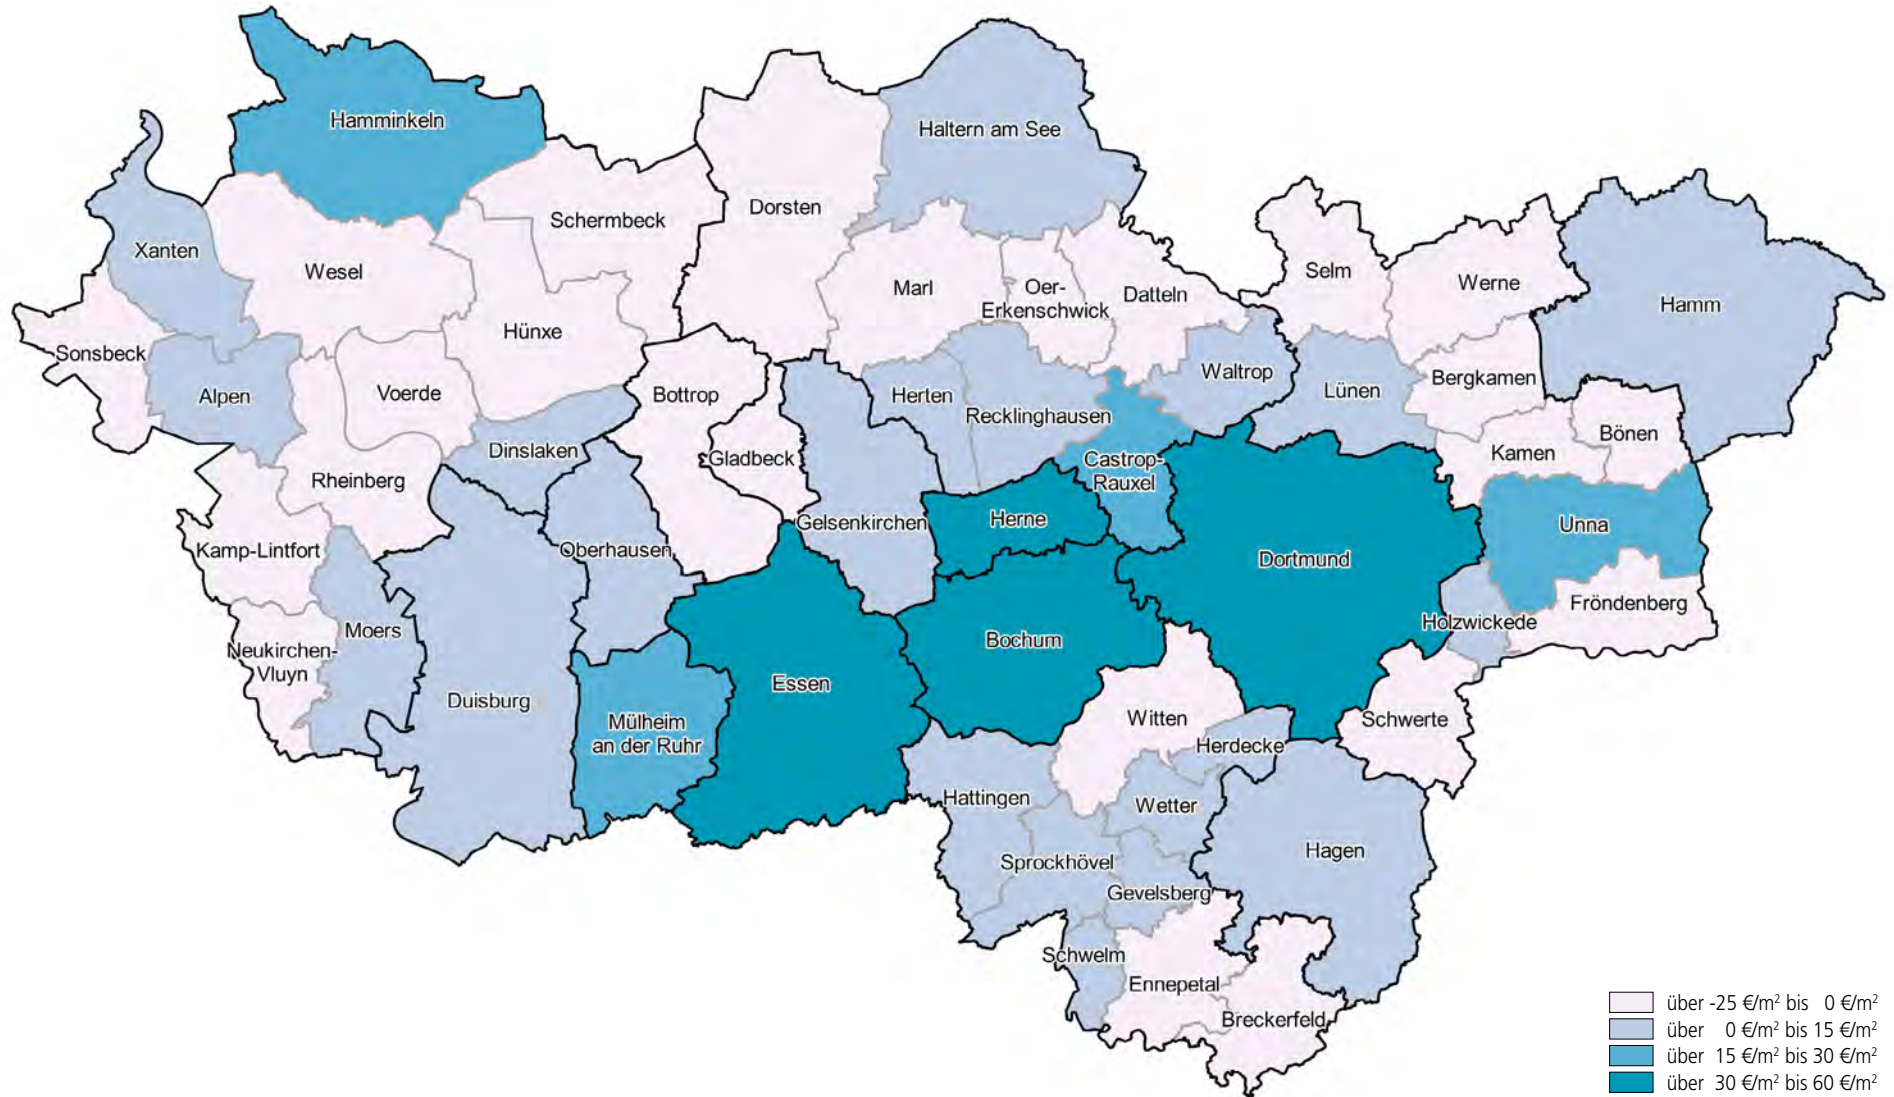 Hamminkeln
Haltern am See
Dorsten
Schermbeck
Xanten
Wesel
Selm
Werne
Marl
Oer-
Erkenschwick
Datteln
Hamm
Hünxe
Sonsbeck
Alpen
Voerde
Bottrop
Herten
Recklinghausen
Waltrop
Lünen
Bergkamen
Bönen
Kamen
Dinslaken
Gladbeck
Castrop-
Rauxel
Rheinberg
Gelsenkirchen
Herne
Unna
Kamp-Lintfort
Oberhausen
Dortmund
Fröndenberg
Holzwickede
Moers
Bochum
Neukirchen-
Vluyn
Essen
Duisburg
Mülheim
an der Ruhr
Witten
Schwerte
Herdecke
Hattingen
Wetter
Hagen
Sprockhövel
Gevelsberg
Schwelm
Ennepetal
Breckerfeld
über -25 €/m² bis 0 €/m²
über 0 €/m² bis 15 €/m²
über 15 €/m² bis 30 €/m²
über 30 €/m² bis 60 €/m²